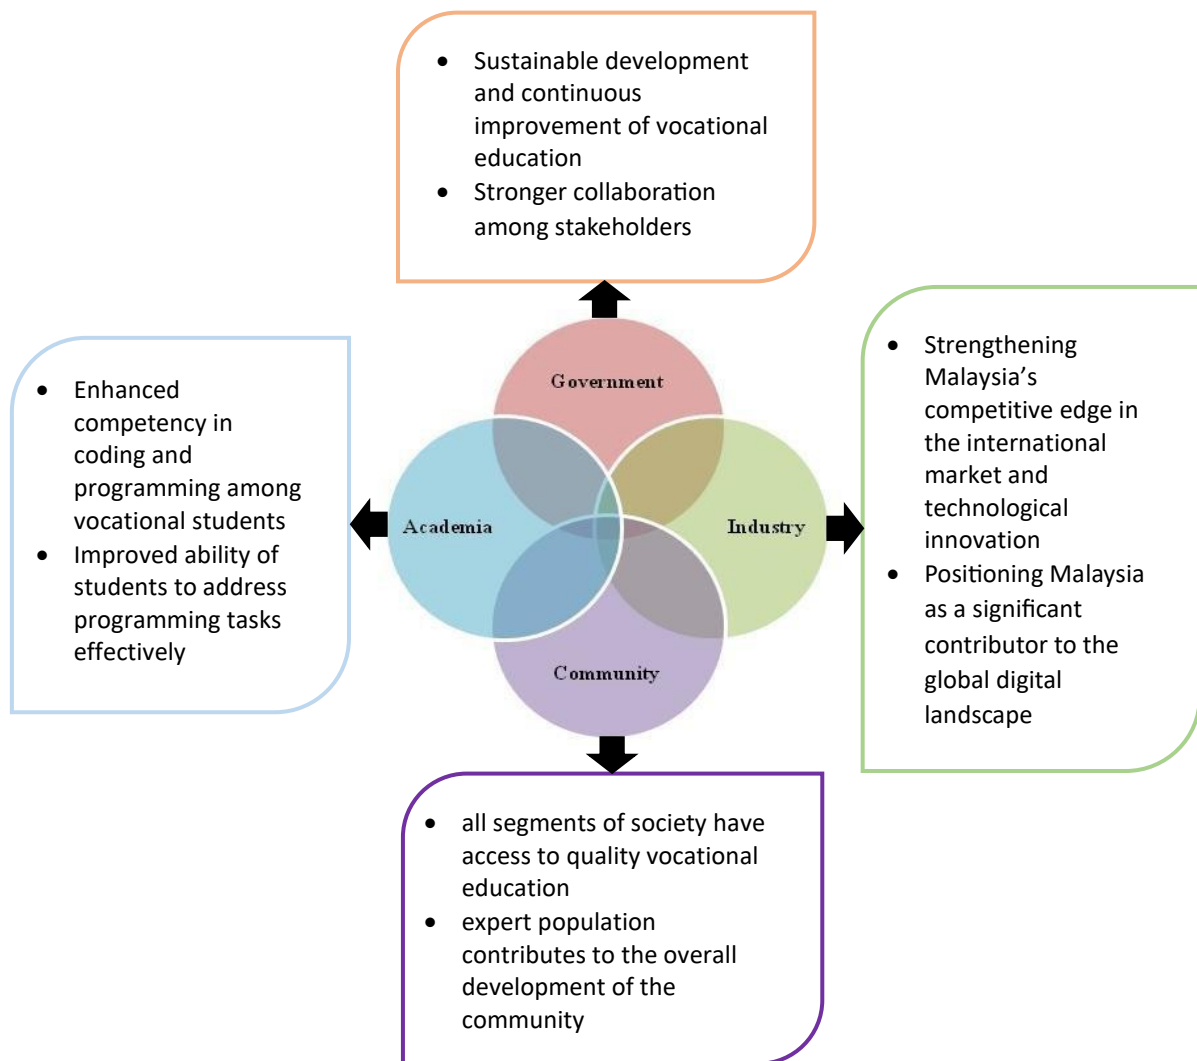 • Sustainable development
and continuous
improvement of vocational
education
• Stronger collaboration
among stakeholders
Government
• Enhanced
competency in
coding and
programming among
vocational students
• Improved ability of
students to address
programming tasks
effectively
Academia
Industry
• Strengthening
Malaysia’s
competitive edge in
the international
market and
technological
innovation
• Positioning Malaysia
as a significant
contributor to the
global digital
landscape
Community
• all segments of society have
access to quality vocational
education
• expert population
contributes to the overall
development of the
community